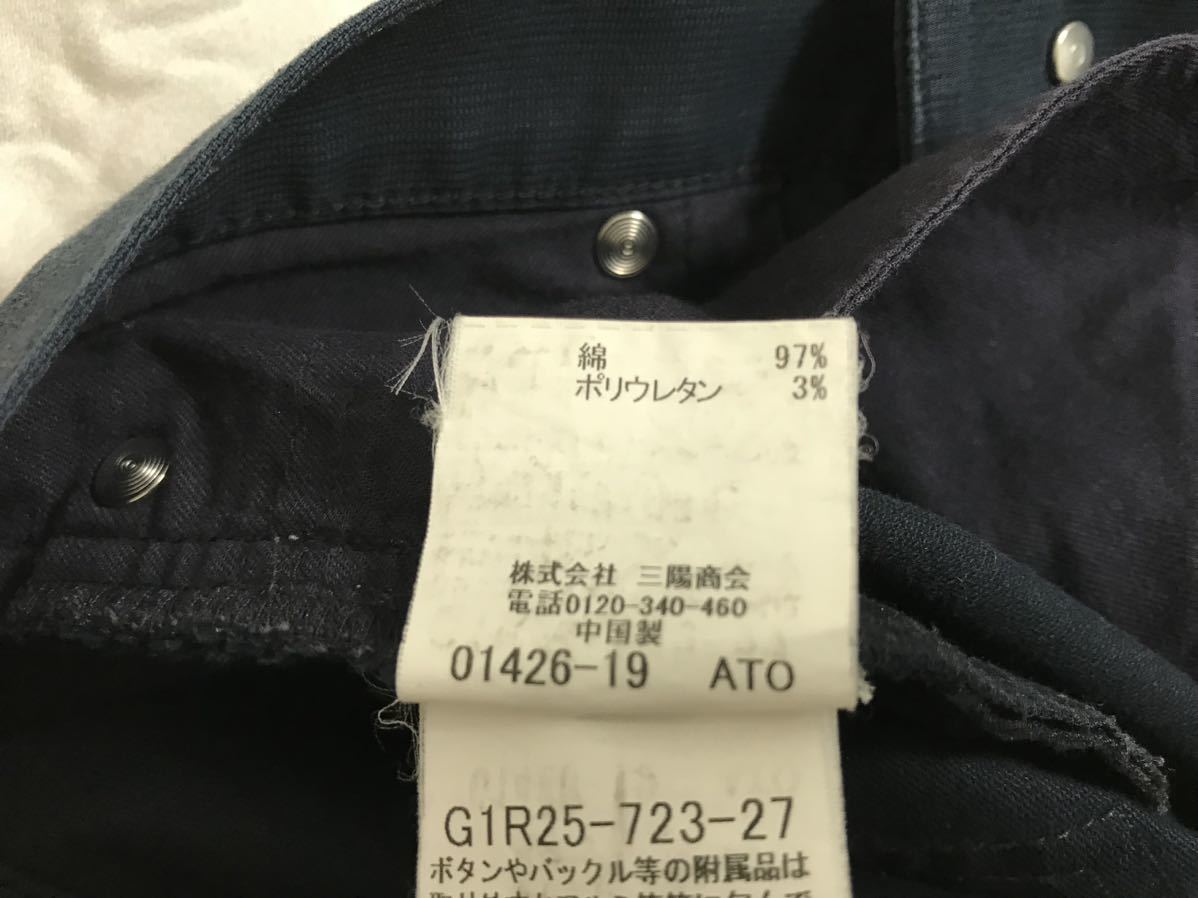 綿 97%
ポリウレタン 3%
株式会社 三陽商会
電話0120-340-460
中国製
01426-19 ATO
G1R25-723-27
ボタンやバックル等の附属品は